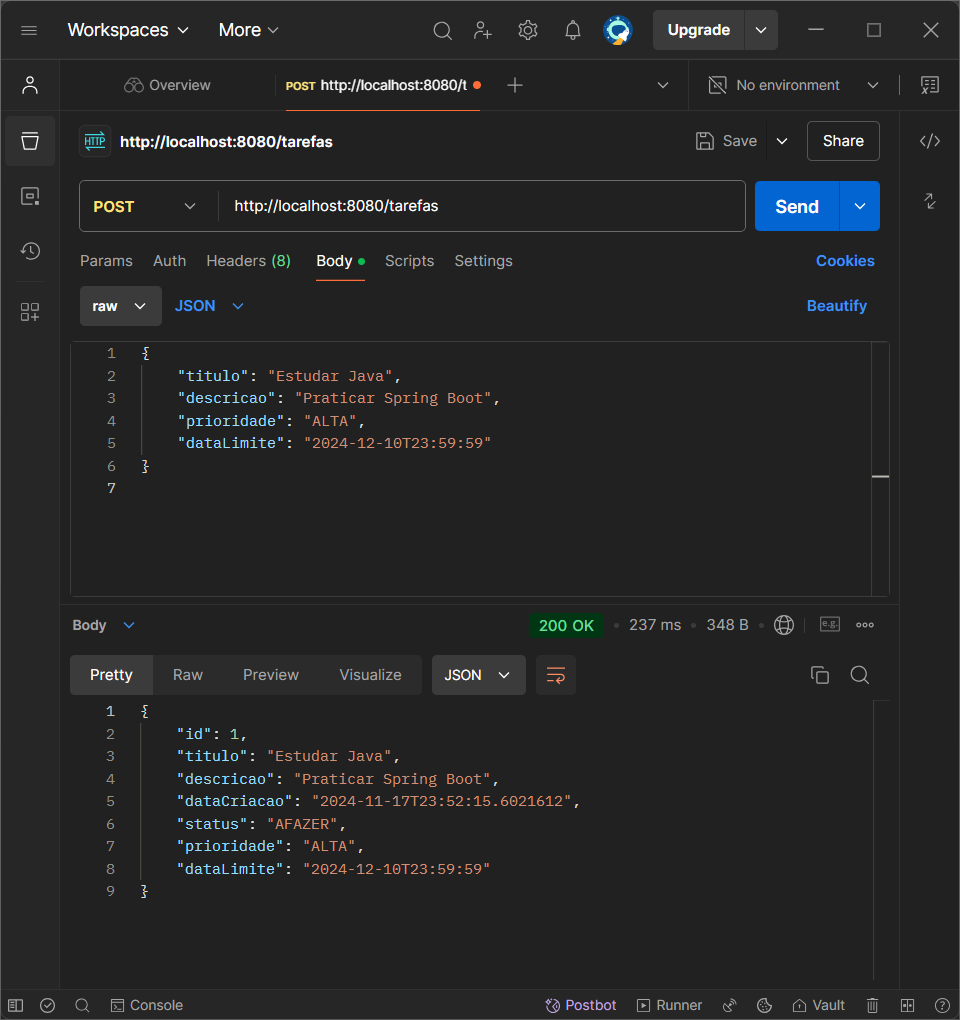 Workspaces More Upgrade
Overview POST http://localhost:8080/t No environment
HTTP http://localhost:8080/tarefas Save Share
POST http://localhost:8080/tarefas Send
Params Auth Headers (8) Body Scripts Settings Cookies
raw JSON Beautify
1 {
2 "titulo": "Estudar Java",
3 "descricao": "Praticar Spring Boot",
4 "prioridade": "ALTA",
5 "dataLimite": "2024-12-10T23:59:59"
6 }
7
Body 200 OK 237 ms 348 B e.g.
Pretty Raw Preview Visualize JSON
1 {
2 "id": 1,
3 "titulo": "Estudar Java",
4 "descricao": "Praticar Spring Boot",
5 "dataCriacao": "2024-11-17T23:52:15.6021612",
6 "status": "AFAZER",
7 "prioridade": "ALTA",
8 "dataLimite": "2024-12-10T23:59:59"
9 }
Console Postbot Runner Vault